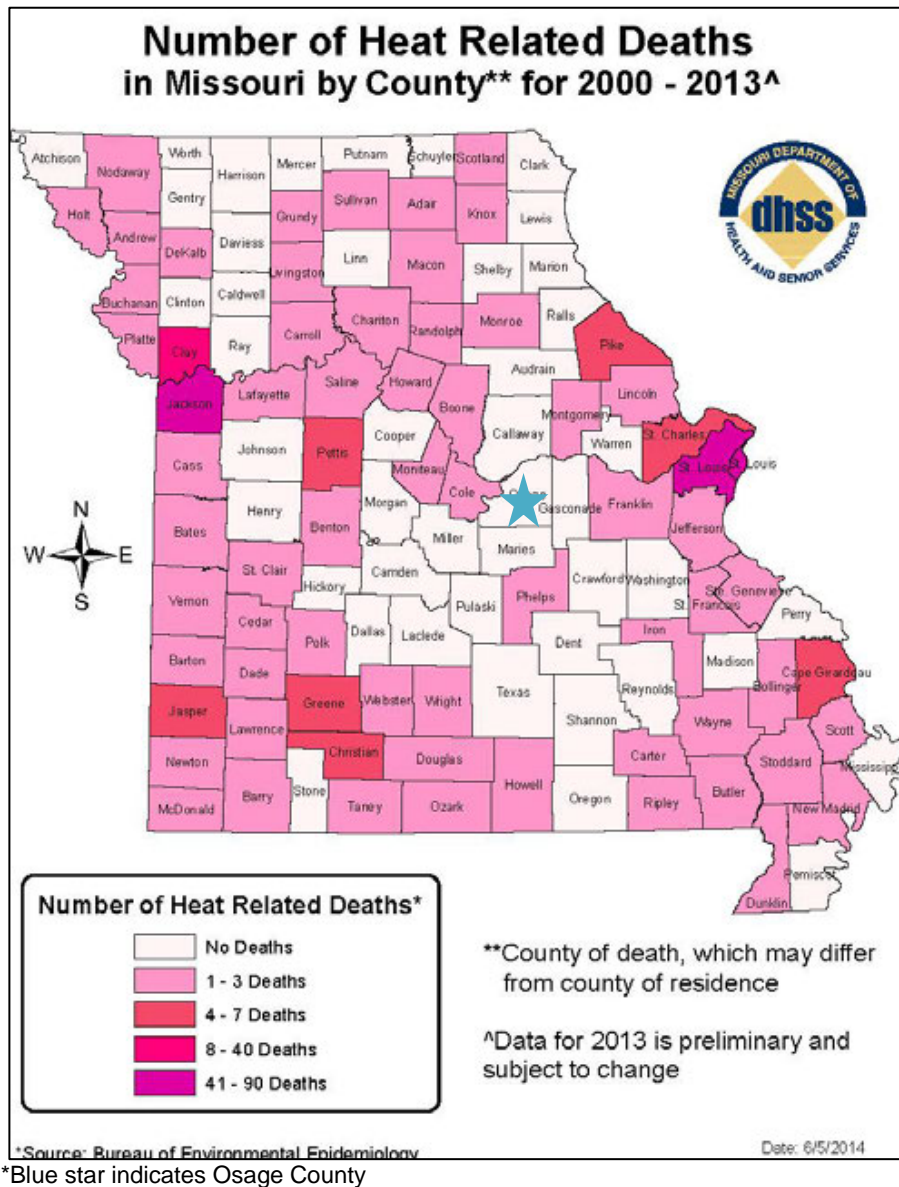 Number of Heat Related Deaths
in Missouri by County** for 2000 - 2013^
MISSOURI DEPARTMENT OF
dhss
HEALTH AND SENIOR SERVICES
Atchison
Nodaway
Worth
Harrison
Mercer
Putnam
Schuyler
Scotland
Clark
Holt
Gentry
Grundy
Sullivan
Adair
Knox
Lewis
Andrew
DeKalb
Daviess
Linn
Macon
Shelby
Marion
Buchanan
Clinton
Caldwell
Livingston
Chariton
Randolph
Monroe
Ralls
Platte
Clay
Ray
Carroll
Pike
Audrain
Jackson
Lafayette
Saline
Howard
Boone
Callaway
Montgomery
Lincoln
Warren
St. Charles
St. Louis
St. Louis
Cass
Johnson
Pettis
Cooper
Moniteau
Cole
Gasconade
Franklin
Jefferson
Bates
Henry
Benton
Morgan
Miller
Maries
N
W E
S
St. Clair
Hickory
Camden
Pulaski
Phelps
Crawford
Washington
St. Francois
Ste. Genevieve
Perry
Vernon
Cedar
Polk
Dallas
Laclede
Dent
Iron
Madison
Bollinger
Cape Girardeau
Barton
Dade
Greene
Webster
Wright
Texas
Reynolds
Shannon
Wayne
Scott
Jasper
Lawrence
Christian
Douglas
Howell
Carter
Stoddard
Mississippi
Newton
Stone
Taney
Ozark
Oregon
Ripley
Butler
New Madrid
McDonald
Barry
Dunklin
Pemiscot
Number of Heat Related Deaths*
No Deaths
1 - 3 Deaths
4 - 7 Deaths
8 - 40 Deaths
41 - 90 Deaths
**County of death, which may differ
from county of residence
^Data for 2013 is preliminary and
subject to change
*Source: Bureau of Environmental Epidemiology
Date: 6/5/2014
*Blue star indicates Osage County